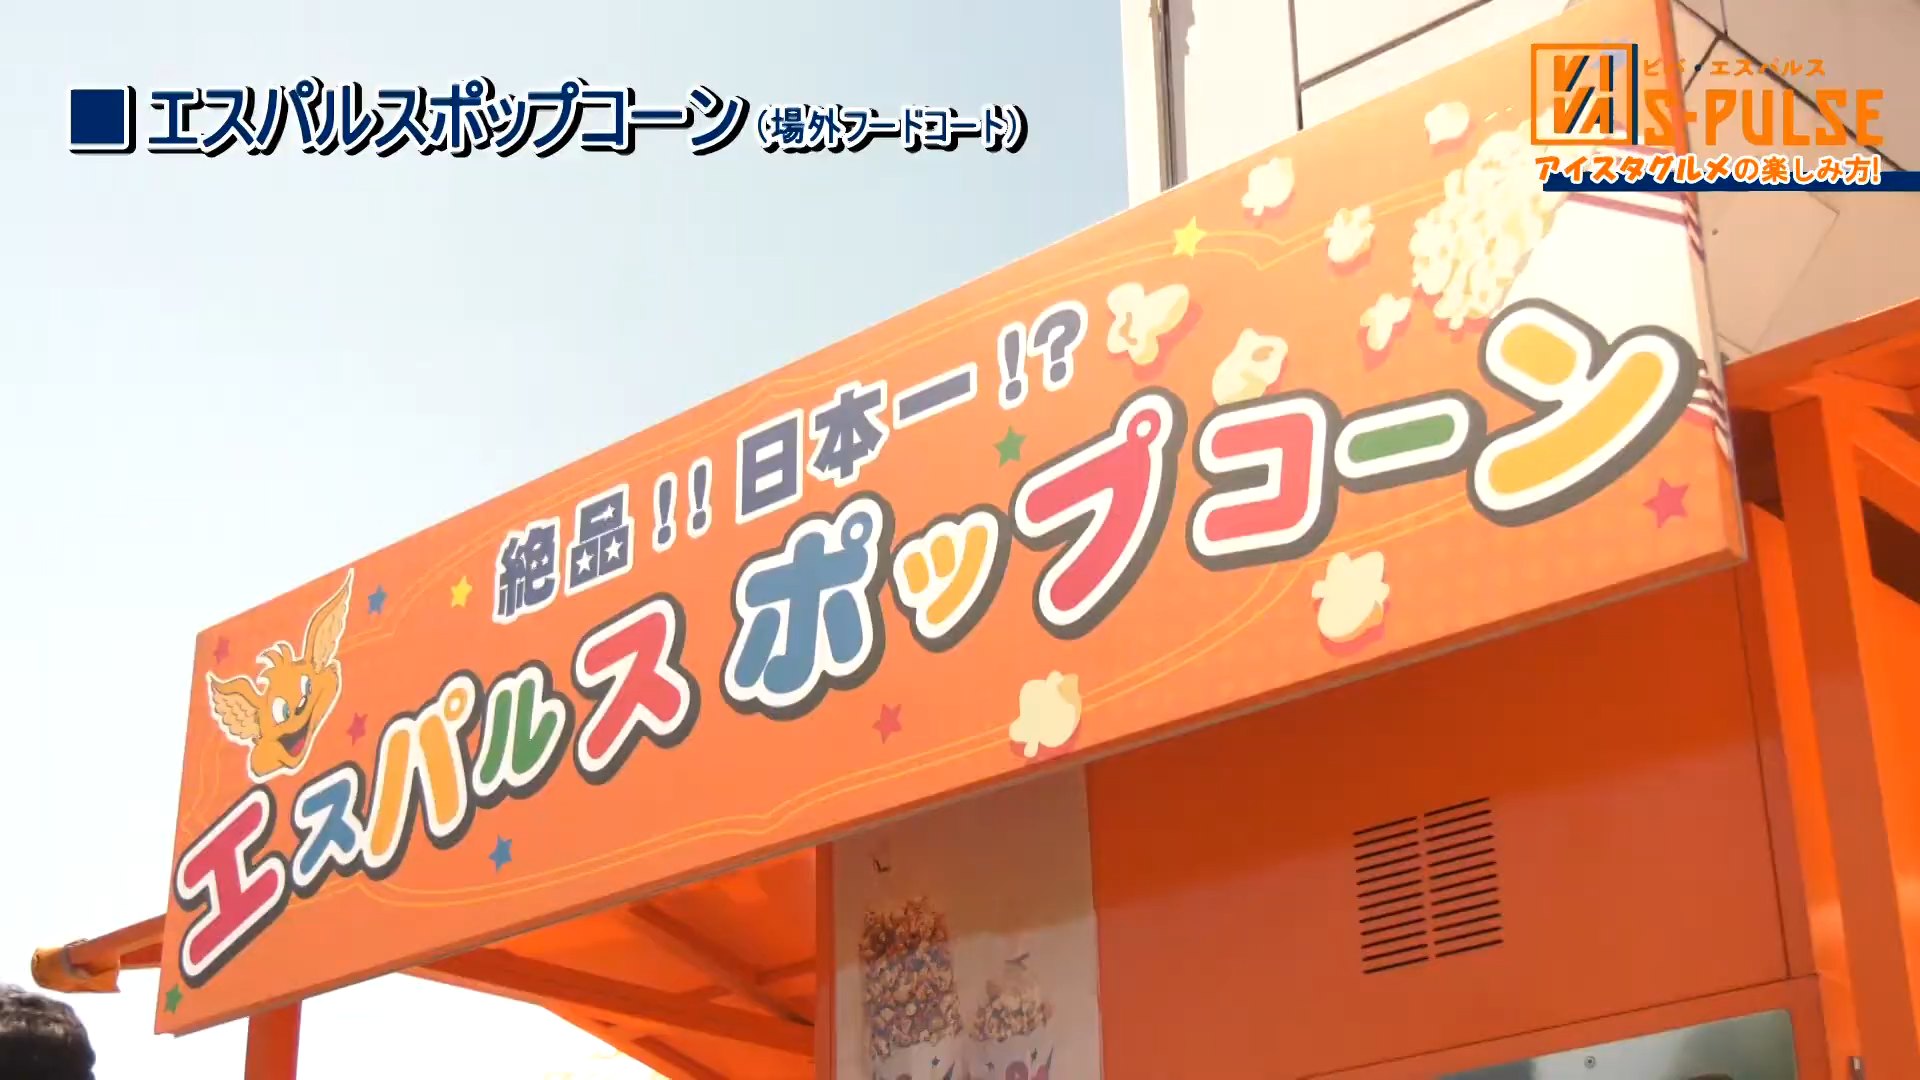 ■エスパルスポップコーン(場外フードコート)
VIVA
ビバ・エスパルス
S-PULSE
アイスタグルメの楽しみ方!
絶品!!日本一!?
エスパルスポップコーン